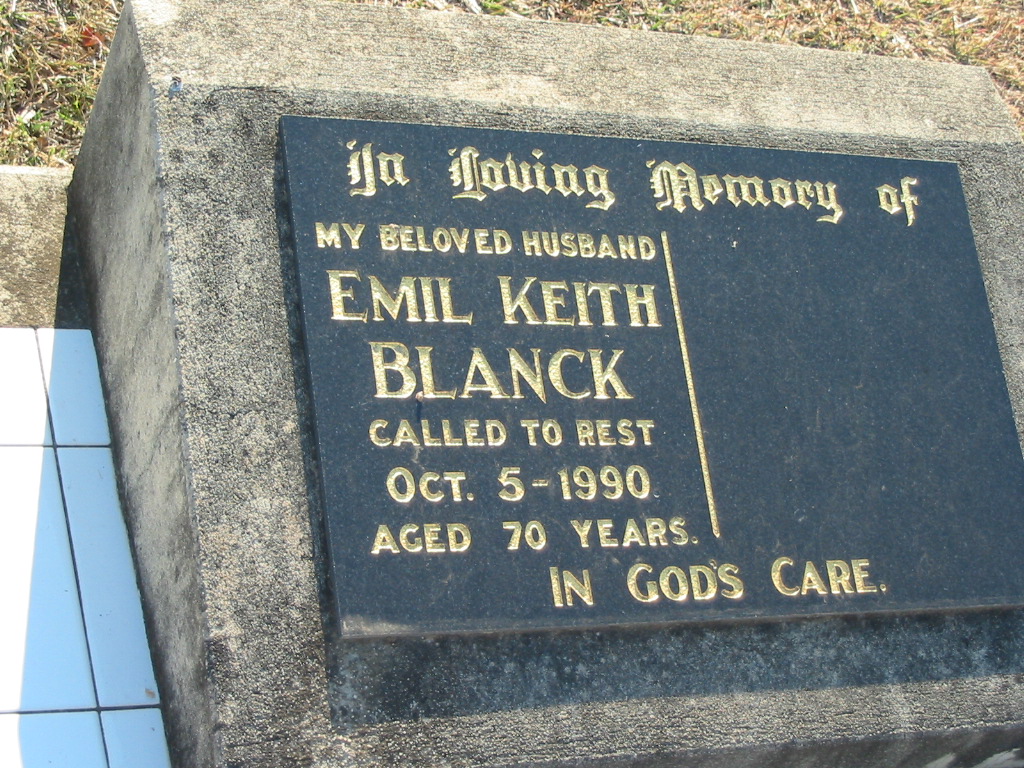 In Loving Memory of
MY BELOVED HUSBAND
EMIL KEITH
BLANCK
CALLED TO REST
OCT. 5-1990
AGED 70 YEARS.
IN GOD'S CARE.